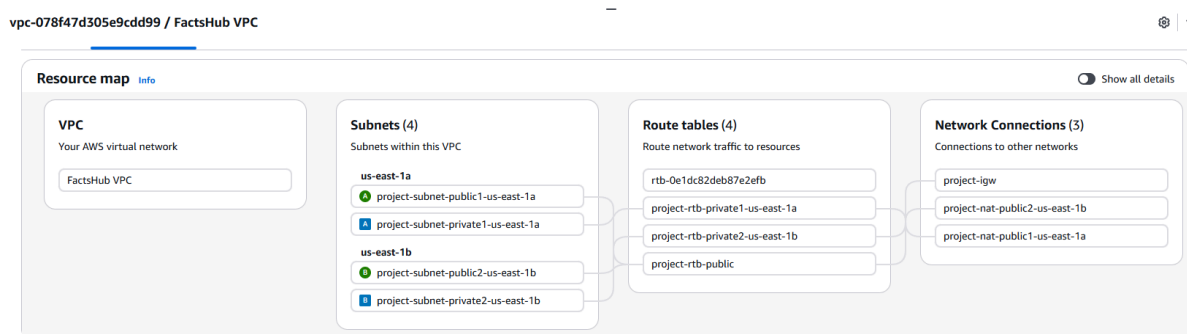 vpc-078f47d305e9cdd99 / FactsHub VPC
Resource map Info
Show all details
VPC
Your AWS virtual network
FactsHub VPC
Subnets (4)
Subnets within this VPC
us-east-1a
A project-subnet-public1-us-east-1a
A project-subnet-private1-us-east-1a
us-east-1b
B project-subnet-public2-us-east-1b
B project-subnet-private2-us-east-1b
Route tables (4)
Route network traffic to resources
rtb-0e1dc82deb87e2efb
project-rtb-private1-us-east-1a
project-rtb-private2-us-east-1b
project-rtb-public
Network Connections (3)
Connections to other networks
project-igw
project-nat-public2-us-east-1b
project-nat-public1-us-east-1a